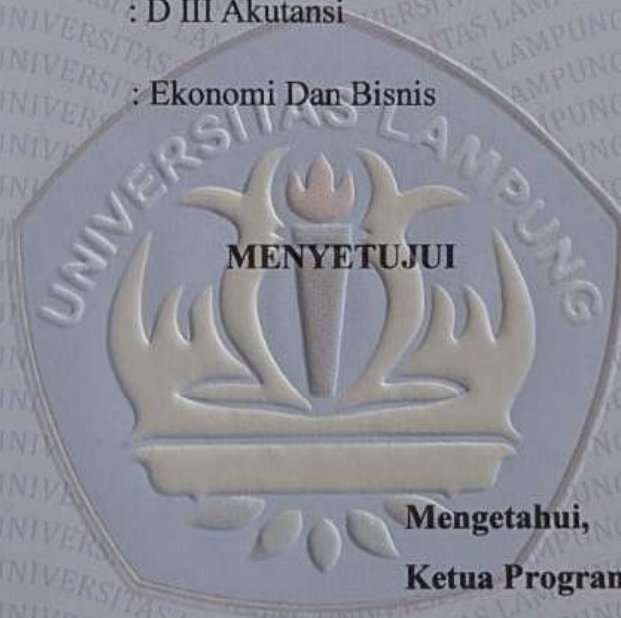 : D III Akutansi
: Ekonomi Dan Bisnis
UNIVERSITAS LAMPUNG
MENYETUJUI
Mengetahui,
Ketua Program